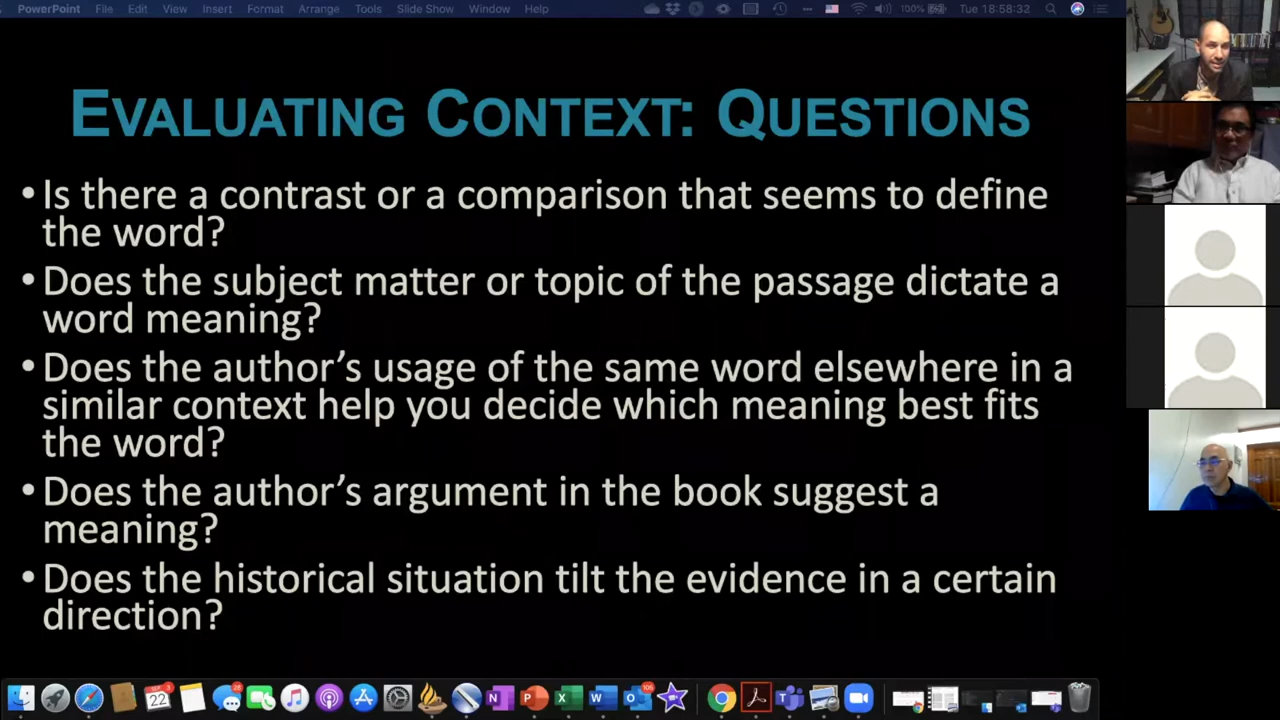 PowerPoint File Edit View Insert Format Arrange Tools Slide Show Window Help 100% Tue 18:58:32
EVALUATING CONTEXT: QUESTIONS
•Is there a contrast or a comparison that seems to define
the word?
•Does the subject matter or topic of the passage dictate a
word meaning?
•Does the author’s usage of the same word elsewhere in a
similar context help you decide which meaning best fits
the word?
•Does the author’s argument in the book suggest a
meaning?
•Does the historical situation tilt the evidence in a certain
direction?
22